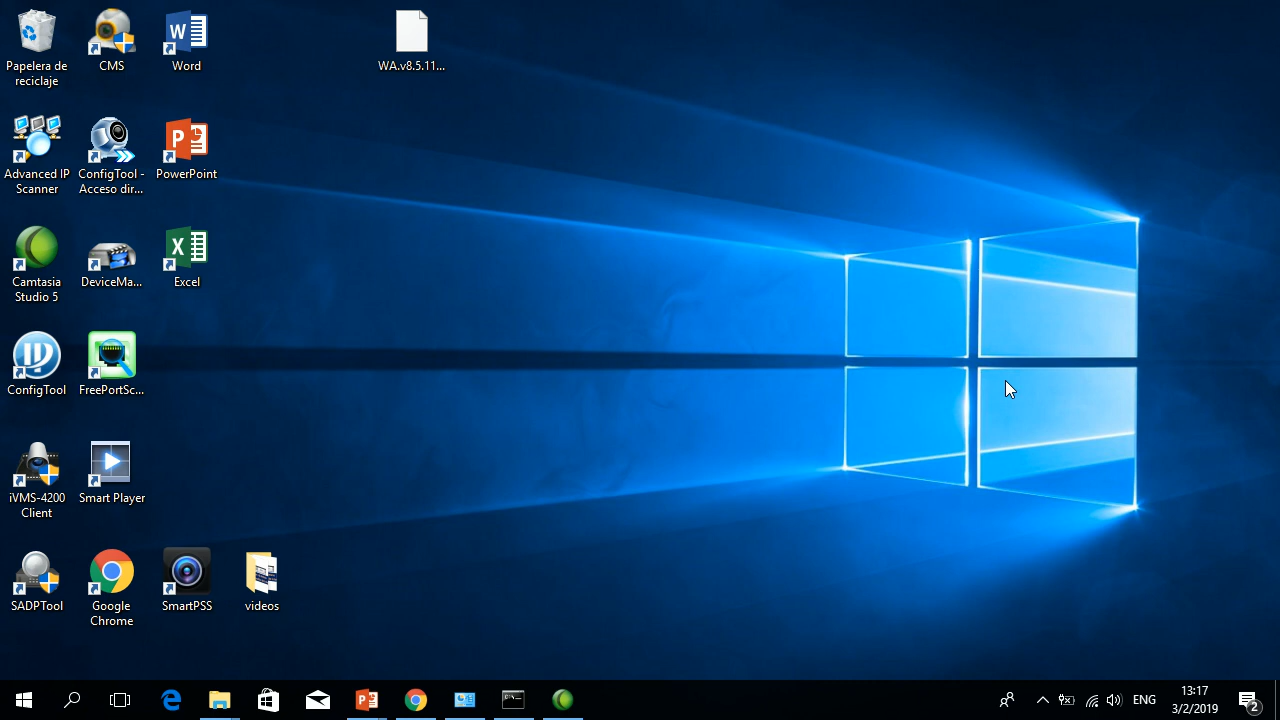 Papelera de
reciclaje
CMS
Word
WA.v8.5.11...
Advanced IP
Scanner
ConfigTool -
Acceso dir...
PowerPoint
Camtasia
Studio 5
DeviceMa...
Excel
ConfigTool
FreePortSc...
iVMS-4200
Client
Smart Player
SADPTool
Google
Chrome
SmartPSS
videos
ENG
13:17
3/2/2019
2